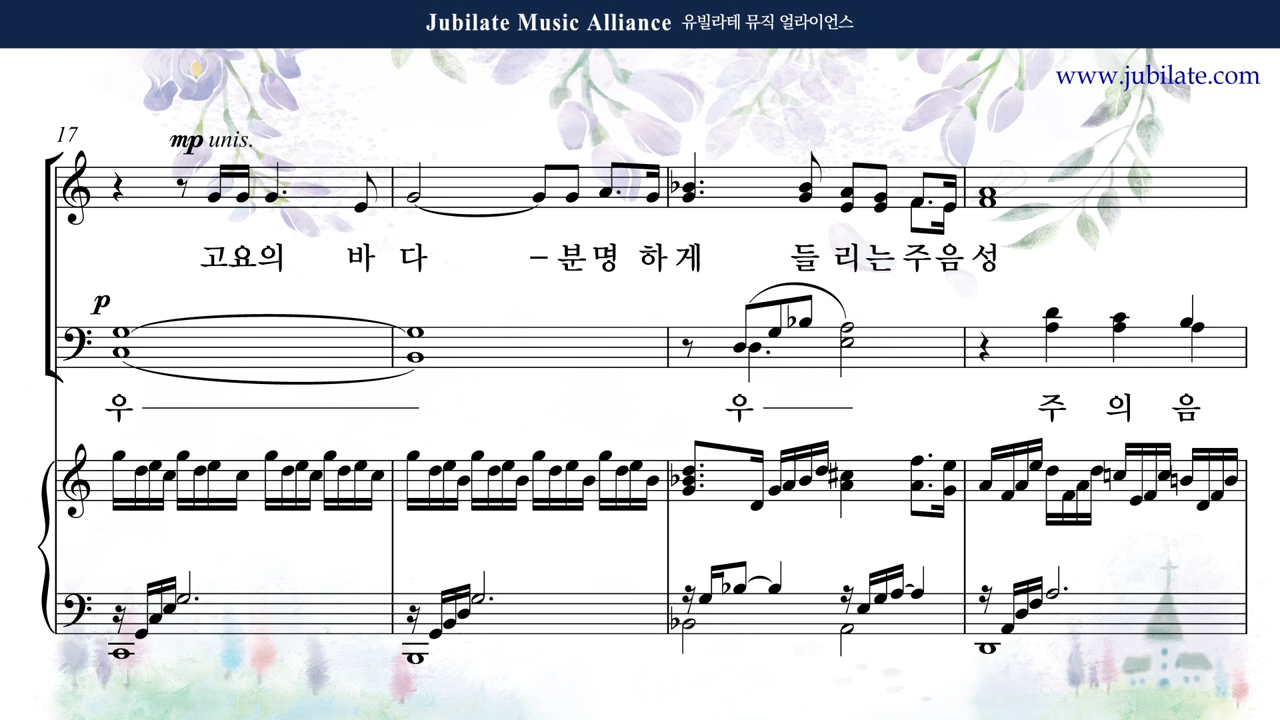 Jubilate Music Alliance 유빌라테 뮤직 얼라이언스
www.jubilate.com
17
mp unis.
고요의 바 다 – 분명 하게 들 리는주음성
p
우 우 주 의 음